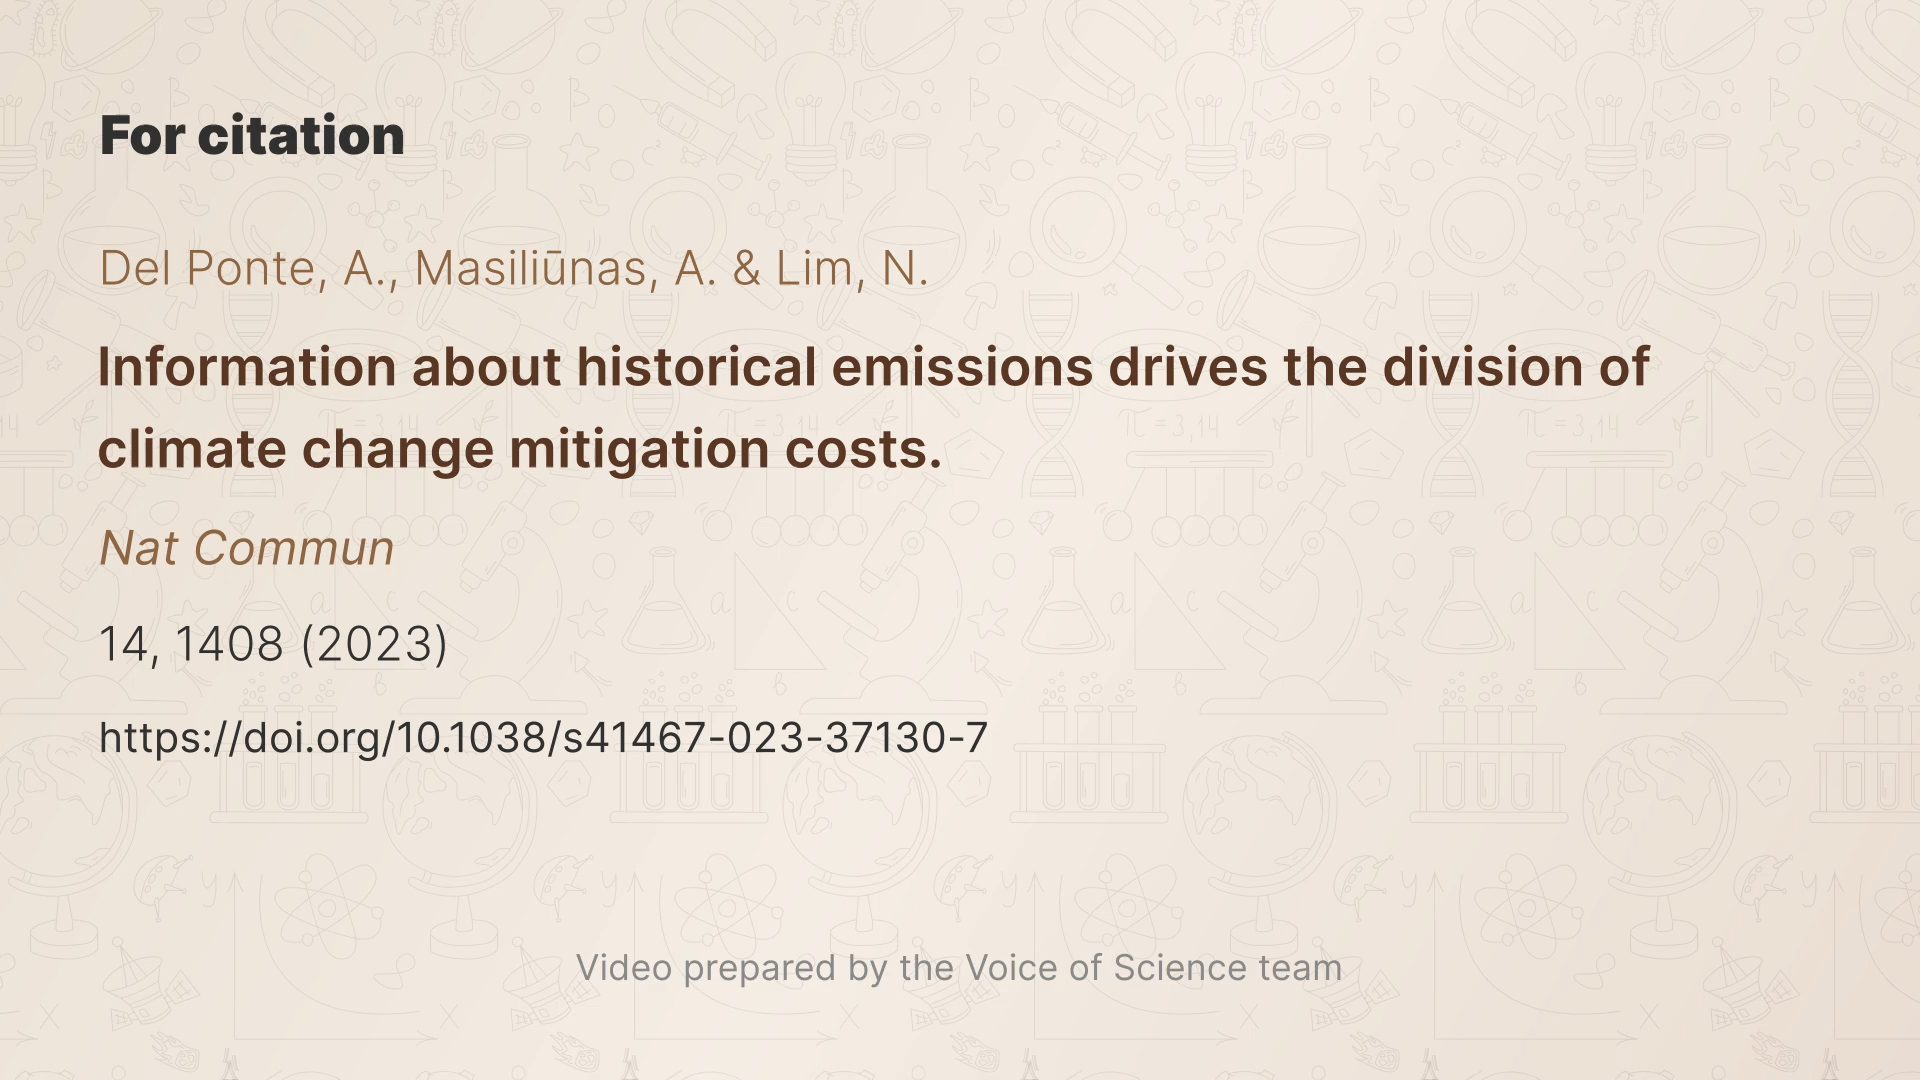 For citation
Del Ponte, A., Masiliūnas, A. & Lim, N.
Information about historical emissions drives the division of
climate change mitigation costs.
Nat Commun
14, 1408 (2023)
https://doi.org/10.1038/s41467-023-37130-7
Video prepared by the Voice of Science team